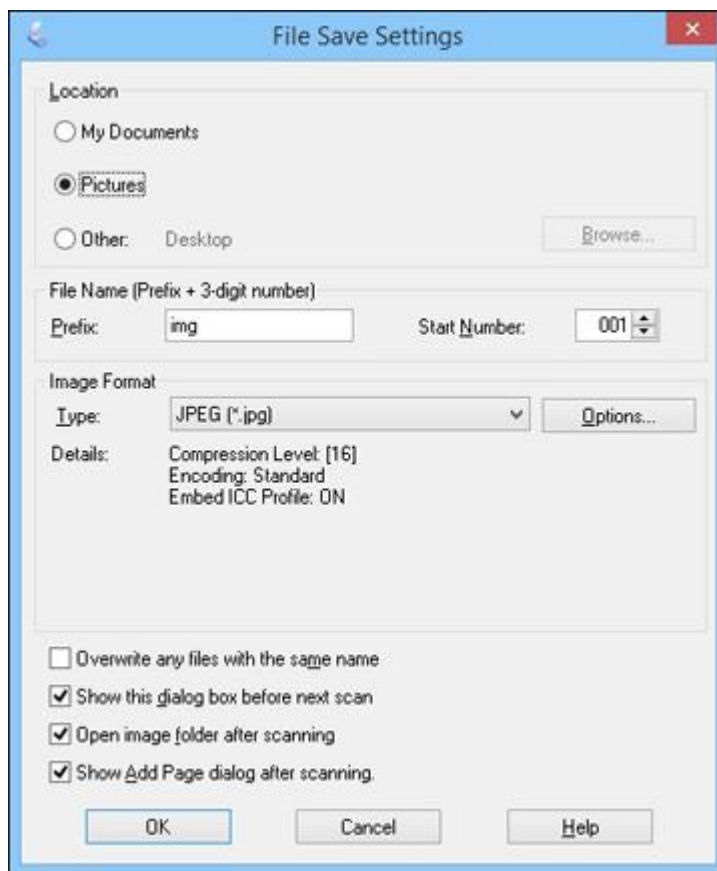 File Save Settings
Location
My Documents
Pictures
Other: Desktop Browse...
File Name (Prefix + 3-digit number)
Prefix: img Start Number: 001
Image Format
Type: JPEG (*.jpg) Options...
Details: Compression Level: [16]
Encoding: Standard
Embed ICC Profile: ON
Overwrite any files with the same name
Show this dialog box before next scan
Open image folder after scanning
Show Add Page dialog after scanning.
OK Cancel Help